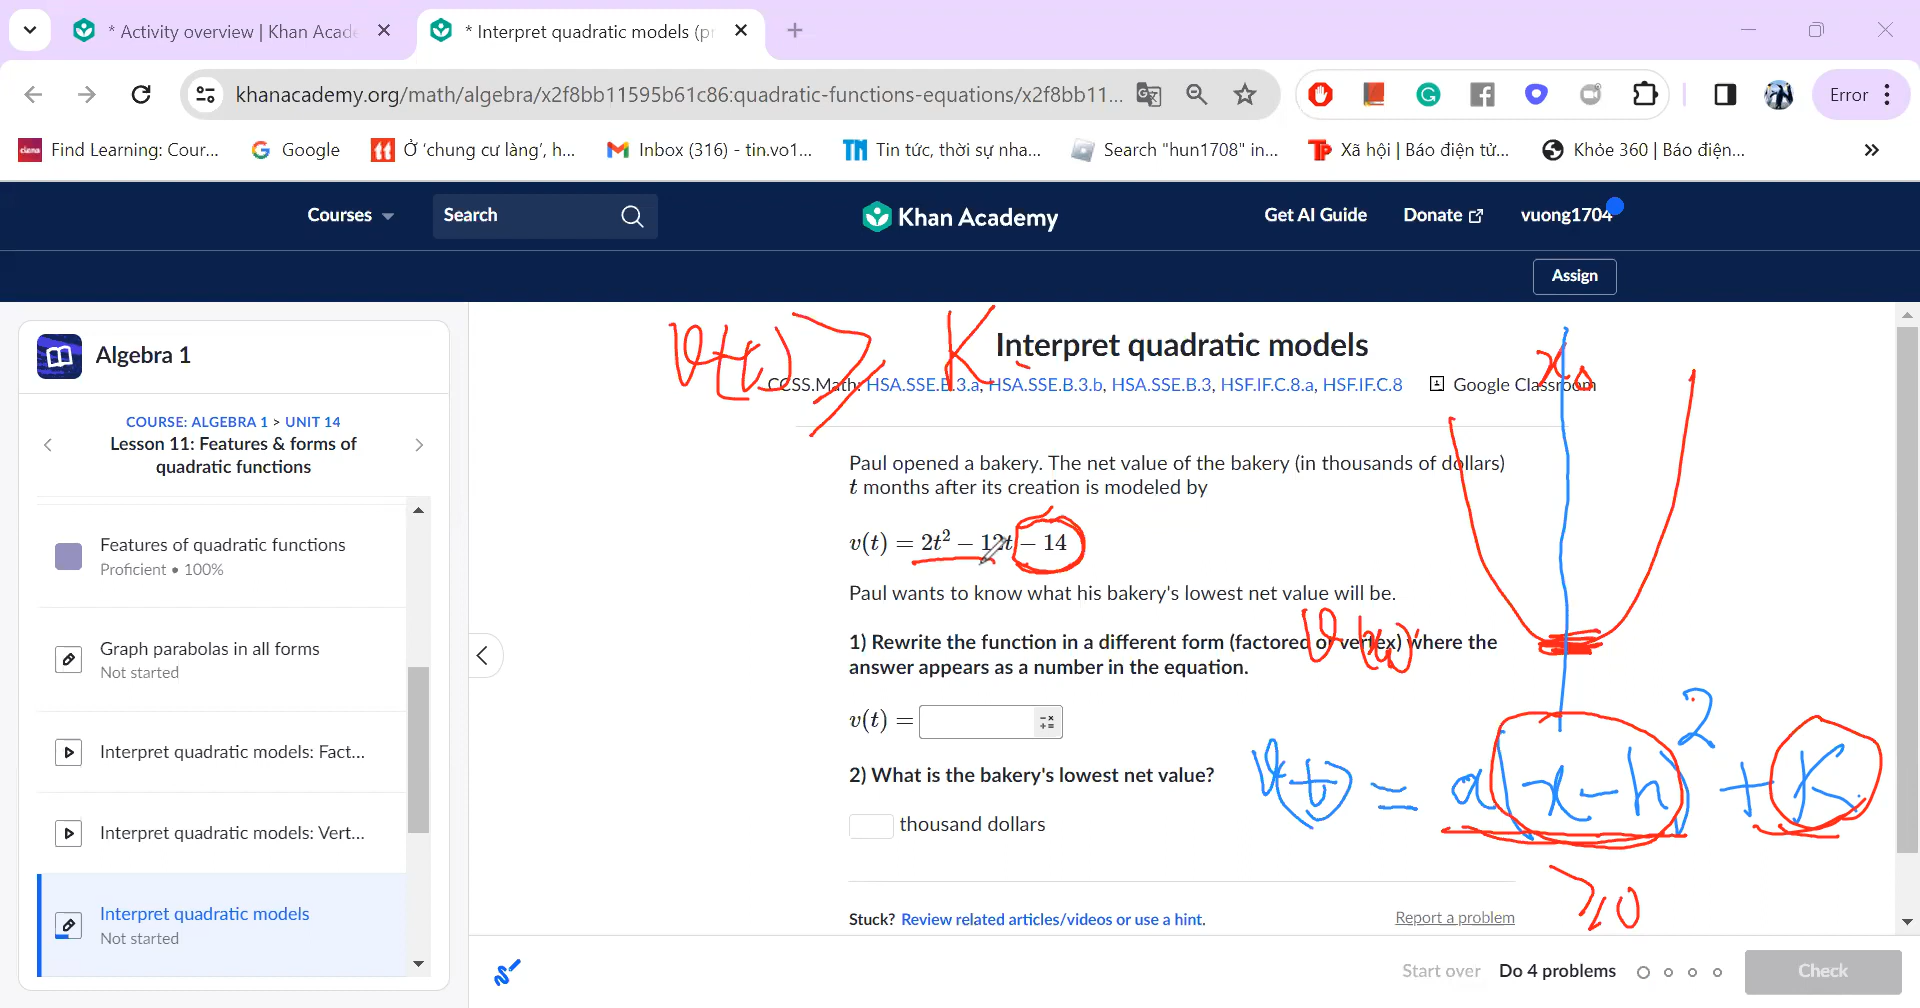 * Activity overview | Khan Acade
* Interpret quadratic models (pr
khanacademy.org/math/algebra/x2f8bb11595b61c86:quadratic-functions-equations/x2f8bb11...
Error
Find Learning: Cour...
Google
Ở ‘chung cư làng’, h...
Inbox (316) - tin.vo1...
TN Tin tức, thời sự nha...
Search "hun1708" in...
Xã hội | Báo điện tử...
Khỏe 360 | Báo điện...
Courses
Search
Khan Academy
Get AI Guide
Donate
vuong1704
Assign
Algebra 1
COURSE: ALGEBRA 1 > UNIT 14
Lesson 11: Features & forms of
quadratic functions
Features of quadratic functions
Proficient • 100%
Graph parabolas in all forms
Not started
Interpret quadratic models: Fact...
Interpret quadratic models: Vert...
Interpret quadratic models
Not started
v(t) ≥ K
Interpret quadratic models
CCSS.Math: HSA.SSE.B.3.a, HSA.SSE.B.3.b, HSA.SSE.B.3, HSF.IF.C.8.a, HSF.IF.C.8
Google Classroom
x₀
Paul opened a bakery. The net value of the bakery (in thousands of dollars)
t months after its creation is modeled by
v(t) = 2t² − 12t − 14
Paul wants to know what his bakery's lowest net value will be.
1) Rewrite the function in a different form (factored or vertex) where the
answer appears as a number in the equation.
v(x₀)
v(t) =
v(t) = a(x-h)² + K
≥ 0
2) What is the bakery's lowest net value?
thousand dollars
Stuck? Review related articles/videos or use a hint.
Report a problem
Start over
Do 4 problems
Check